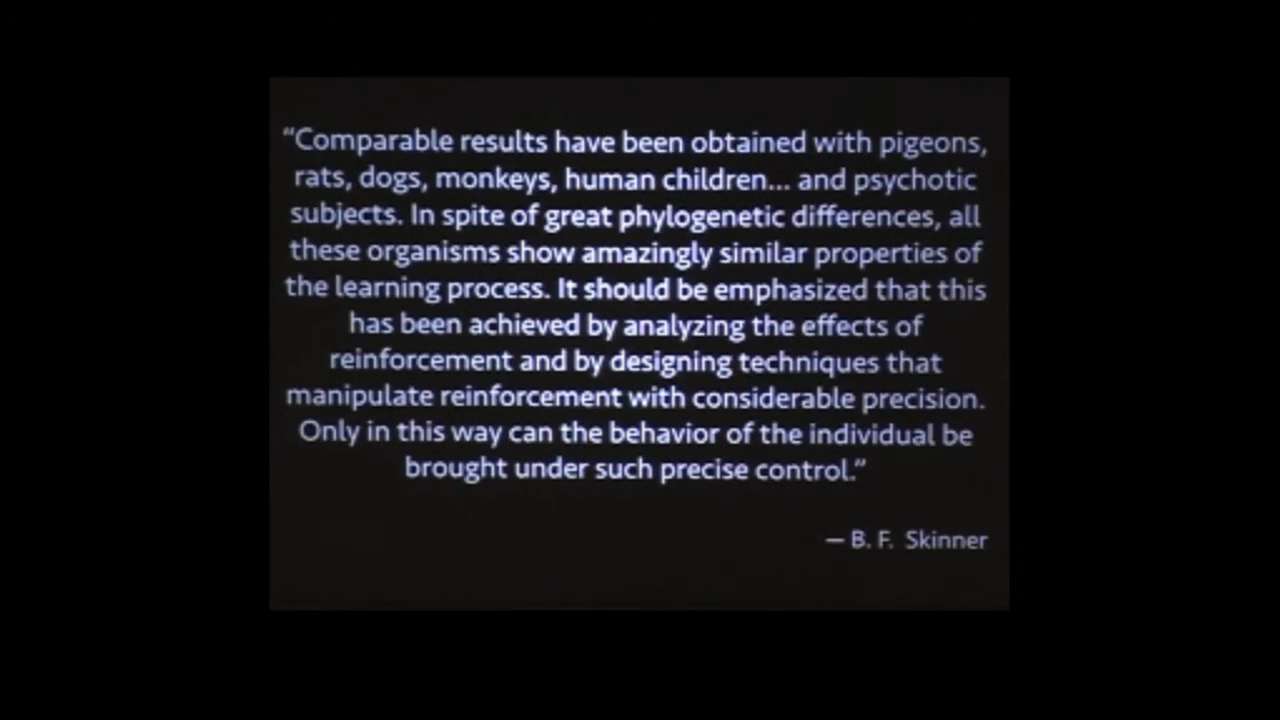 “Comparable results have been obtained with pigeons,
rats, dogs, monkeys, human children... and psychotic
subjects. In spite of great phylogenetic differences, all
these organisms show amazingly similar properties of
the learning process. It should be emphasized that this
has been achieved by analyzing the effects of
reinforcement and by designing techniques that
manipulate reinforcement with considerable precision.
Only in this way can the behavior of the individual be
brought under such precise control.”
— B. F. Skinner